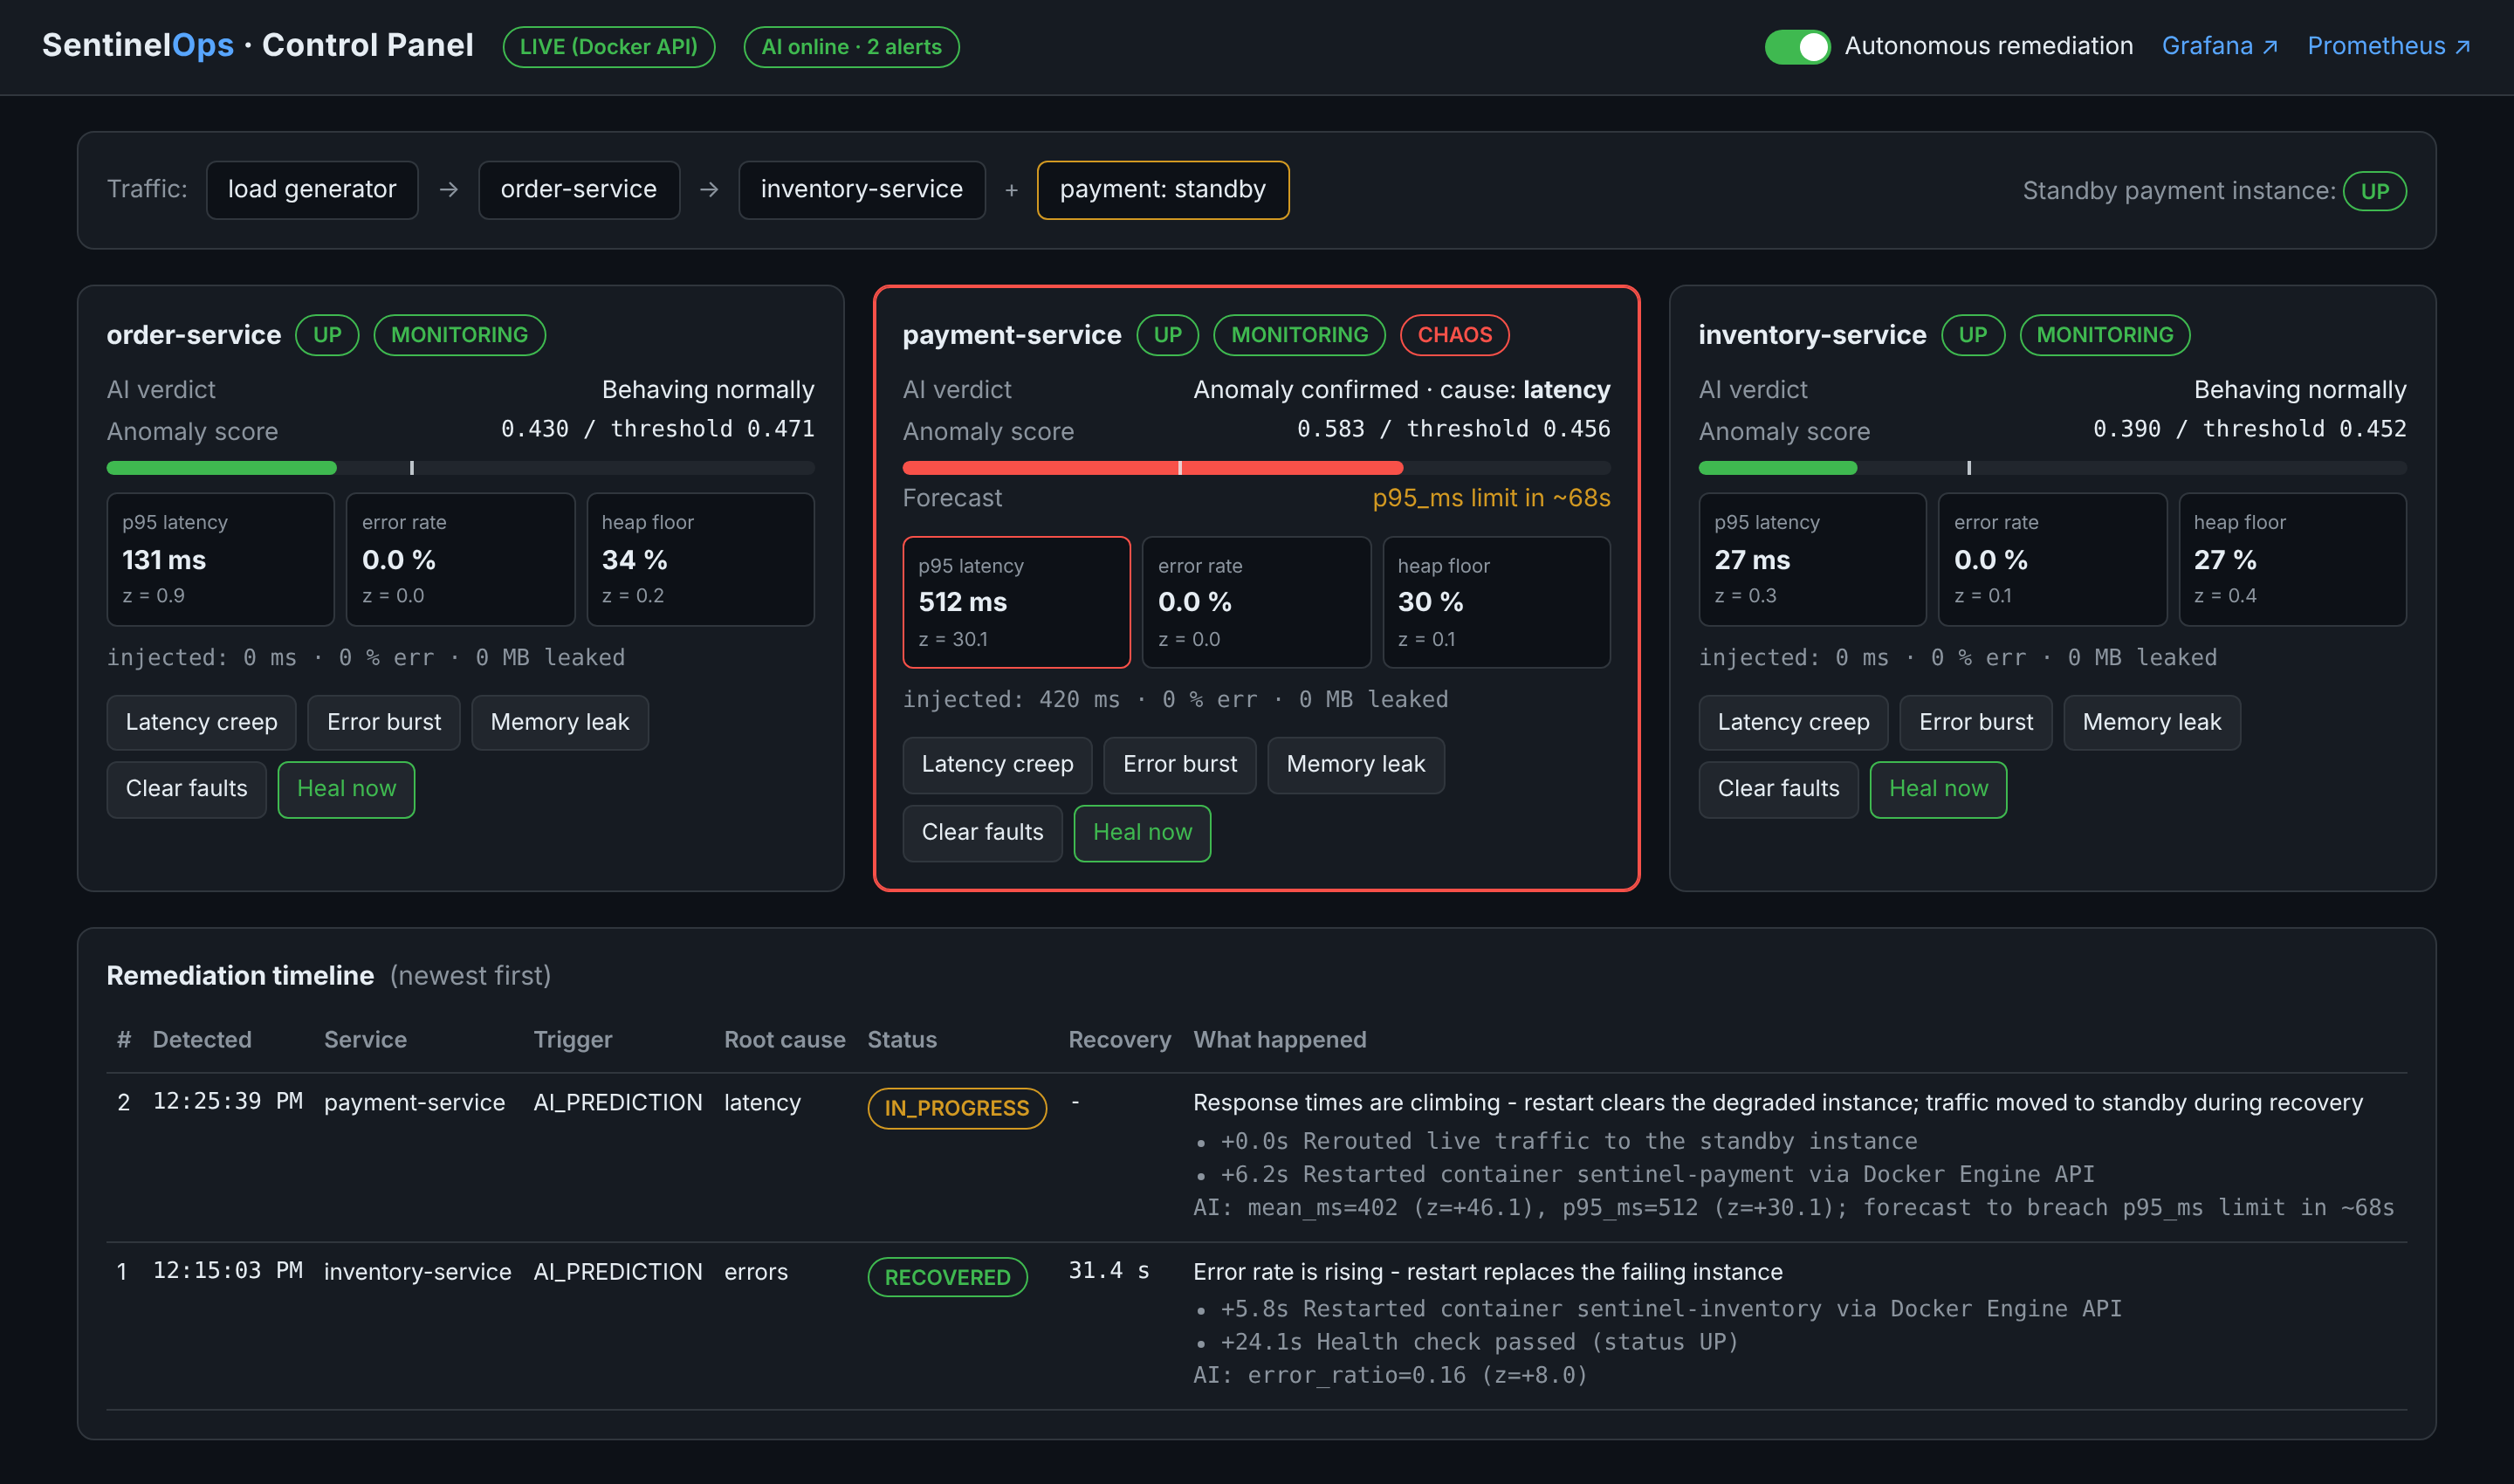 SentinelOps · Control Panel LIVE (Docker API) AI online · 2 alerts Autonomous remediation Grafana ↗ Prometheus ↗
Traffic: load generator → order-service → inventory-service + payment: standby Standby payment instance: UP
order-service UP MONITORING
AI verdict Behaving normally
Anomaly score 0.430 / threshold 0.471
p95 latency error rate heap floor
131 ms 0.0 % 34 %
z = 0.9 z = 0.0 z = 0.2
injected: 0 ms · 0 % err · 0 MB leaked
Latency creep Error burst Memory leak
Clear faults Heal now
payment-service UP MONITORING CHAOS
AI verdict Anomaly confirmed · cause: latency
Anomaly score 0.583 / threshold 0.456
Forecast p95_ms limit in ~68s
p95 latency error rate heap floor
512 ms 0.0 % 30 %
z = 30.1 z = 0.0 z = 0.1
injected: 420 ms · 0 % err · 0 MB leaked
Latency creep Error burst Memory leak
Clear faults Heal now
inventory-service UP MONITORING
AI verdict Behaving normally
Anomaly score 0.390 / threshold 0.452
p95 latency error rate heap floor
27 ms 0.0 % 27 %
z = 0.3 z = 0.1 z = 0.4
injected: 0 ms · 0 % err · 0 MB leaked
Latency creep Error burst Memory leak
Clear faults Heal now
Remediation timeline (newest first)
# Detected Service Trigger Root cause Status Recovery What happened
2 12:25:39 PM payment-service AI_PREDICTION latency IN_PROGRESS - Response times are climbing - restart clears the degraded instance; traffic moved to standby during recovery
• +0.0s Rerouted live traffic to the standby instance
• +6.2s Restarted container sentinel-payment via Docker Engine API
AI: mean_ms=402 (z=+46.1), p95_ms=512 (z=+30.1); forecast to breach p95_ms limit in ~68s
1 12:15:03 PM inventory-service AI_PREDICTION errors RECOVERED 31.4 s Error rate is rising - restart replaces the failing instance
• +5.8s Restarted container sentinel-inventory via Docker Engine API
• +24.1s Health check passed (status UP)
AI: error_ratio=0.16 (z=+8.0)